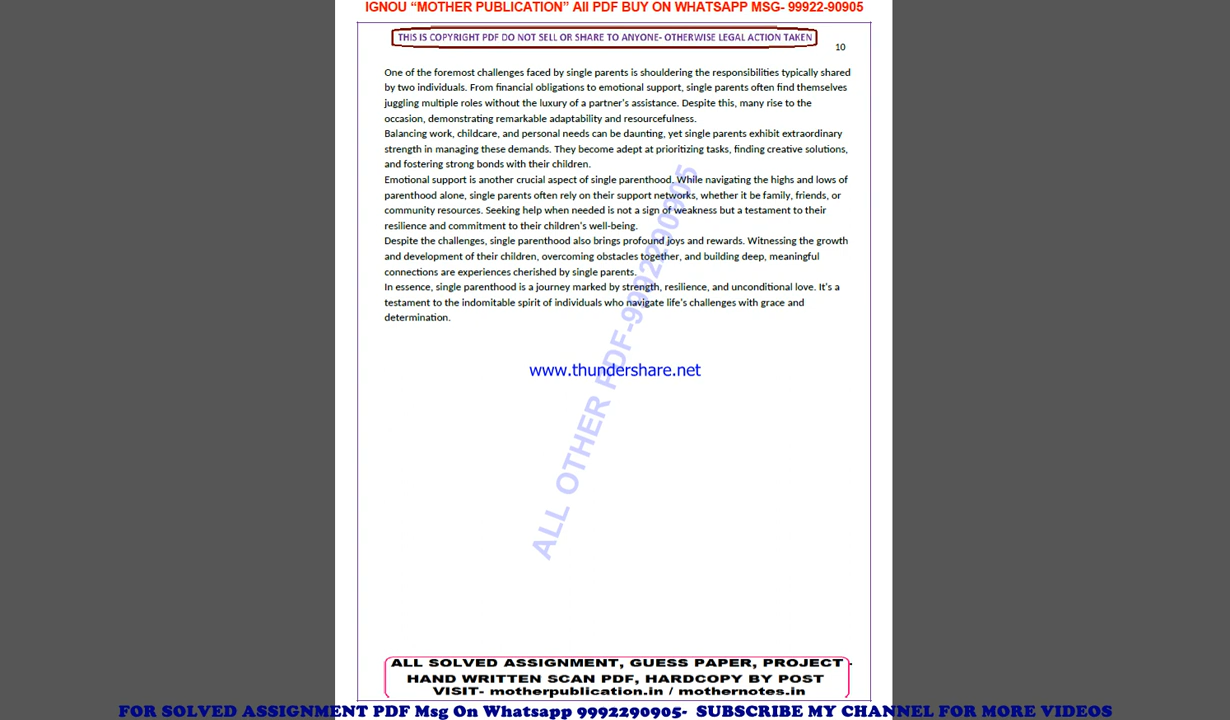 IGNOU “MOTHER PUBLICATION” All PDF BUY ON WHATSAPP MSG- 99922-90905
THIS IS COPYRIGHT PDF DO NOT SELL OR SHARE TO ANYONE- OTHERWISE LEGAL ACTION TAKEN
10
One of the foremost challenges faced by single parents is shouldering the responsibilities typically shared
by two individuals. From financial obligations to emotional support, single parents often find themselves
juggling multiple roles without the luxury of a partner's assistance. Despite this, many rise to the
occasion, demonstrating remarkable adaptability and resourcefulness.
Balancing work, childcare, and personal needs can be daunting, yet single parents exhibit extraordinary
strength in managing these demands. They become adept at prioritizing tasks, finding creative solutions,
and fostering strong bonds with their children.
Emotional support is another crucial aspect of single parenthood. While navigating the highs and lows of
parenthood alone, single parents often rely on their support networks, whether it be family, friends, or
community resources. Seeking help when needed is not a sign of weakness but a testament to their
resilience and commitment to their children's well-being.
Despite the challenges, single parenthood also brings profound joys and rewards. Witnessing the growth
and development of their children, overcoming obstacles together, and building deep, meaningful
connections are experiences cherished by single parents.
In essence, single parenthood is a journey marked by strength, resilience, and unconditional love. It's a
testament to the indomitable spirit of individuals who navigate life's challenges with grace and
determination.
www.thundershare.net
ALL OTHER PDF-9992290905
ALL SOLVED ASSIGNMENT, GUESS PAPER, PROJECT -
HAND WRITTEN SCAN PDF, HARDCOPY BY POST
VISIT- motherpublication.in / mothernotes.in
FOR SOLVED ASSIGNMENT PDF Msg On Whatsapp 9992290905- SUBSCRIBE MY CHANNEL FOR MORE VIDEOS